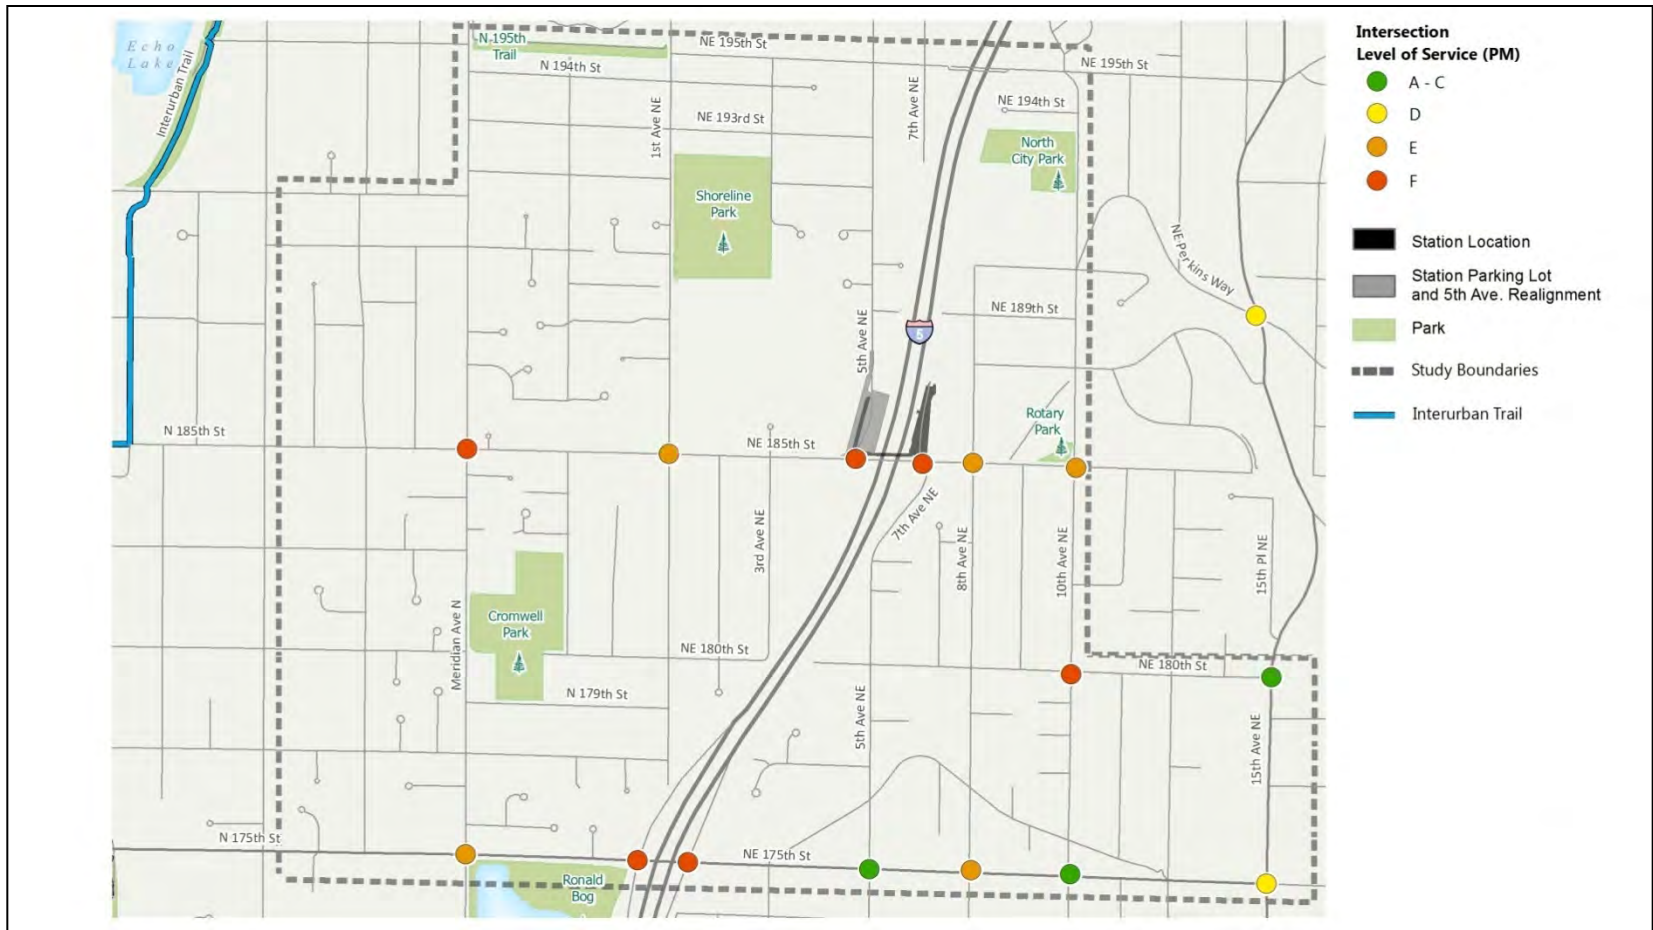 Echo
Lake
Interurban Trail
N 195th
Trail
NE 195th St
NE 195th St
N 194th St
1st Ave NE
7th Ave NE
NE 194th St
NE 193rd St
North
City Park
Shoreline
Park
NE Perkins Way
NE 189th St
5
5th Ave NE
Rotary
Park
N 185th St
NE 185th St
7th Ave NE
3rd Ave NE
8th Ave NE
10th Ave NE
15th Pl NE
Cromwell
Park
Meridian Ave N
NE 180th St
NE 180th St
N 179th St
5th Ave NE
15th Ave NE
N 175th St
NE 175th St
Ronald
Bog
Intersection
Level of Service (PM)
A - C
D
E
F
Station Location
Station Parking Lot
and 5th Ave. Realignment
Park
Study Boundaries
Interurban Trail